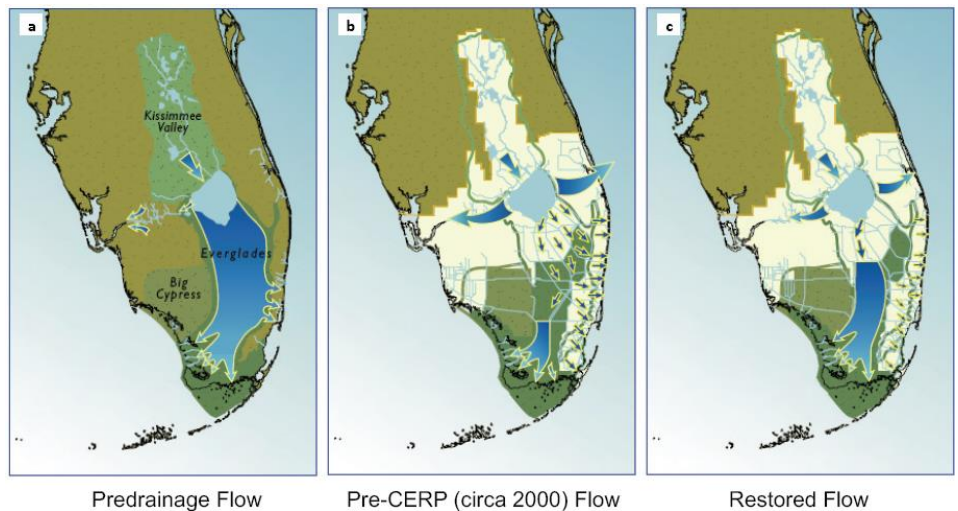 a
b
c
Kissimmee
Valley
Everglades
Big
Cypress
Predrainage Flow
Pre-CERP (circa 2000) Flow
Restored Flow